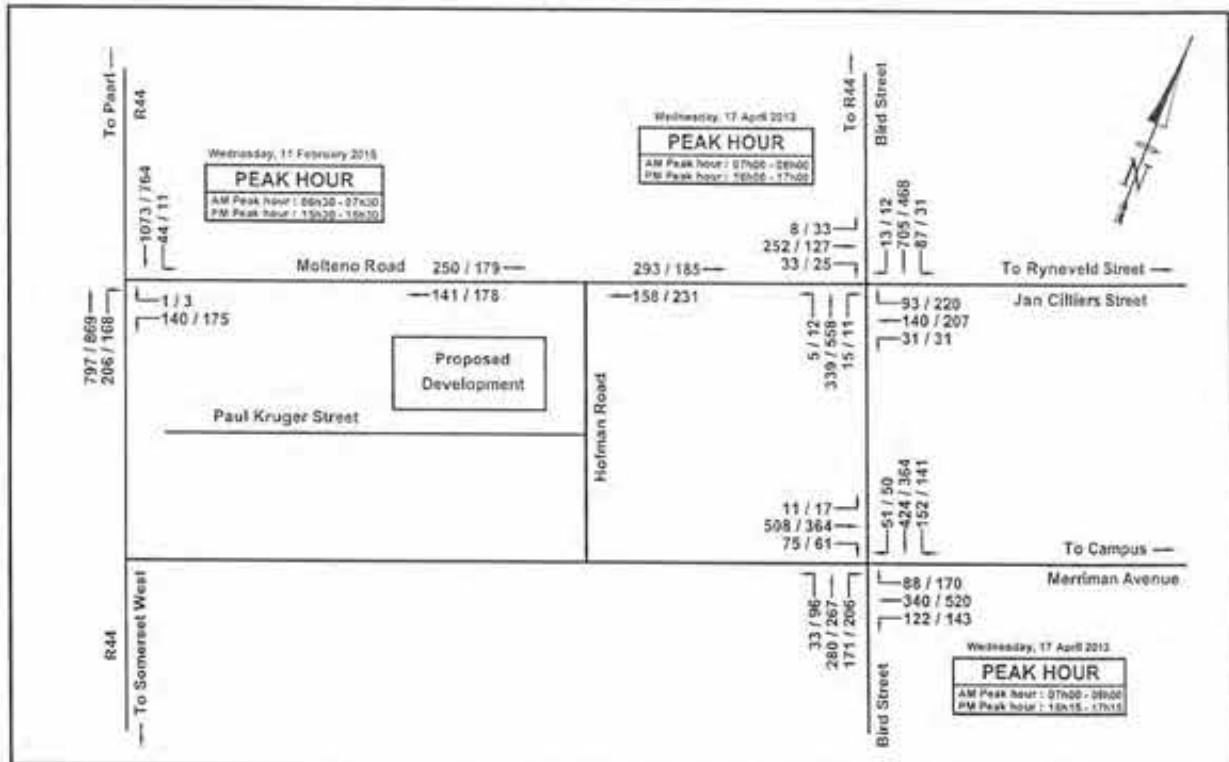 To Paarl
R44
1073 / 764
44 / 11
Wednesday, 11 February 2015
PEAK HOUR
AM Peak hour : 06h30 - 07h30
PM Peak hour : 15h30 - 16h30
Wednesday, 17 April 2013
PEAK HOUR
AM Peak hour : 07h00 - 08h00
PM Peak hour : 16h00 - 17h00
To R44
Bird Street
N
8 / 33
252 / 127
33 / 25
13 / 12
705 / 468
87 / 31
Molteno Road
250 / 179
293 / 185
To Ryneveld Street
141 / 178
158 / 231
Jan Cilliers Street
797 / 869
206 / 168
1 / 3
140 / 175
5 / 12
339 / 558
15 / 11
93 / 220
140 / 207
31 / 31
Proposed
Development
Paul Kruger Street
Hofman Road
11 / 17
508 / 364
75 / 61
51 / 50
424 / 364
152 / 141
To Campus
Merriman Avenue
R44
To Somerset West
33 / 96
280 / 267
171 / 206
88 / 170
340 / 520
122 / 143
Bird Street
Wednesday, 17 April 2013
PEAK HOUR
AM Peak hour : 07h00 - 08h00
PM Peak hour : 16h15 - 17h15